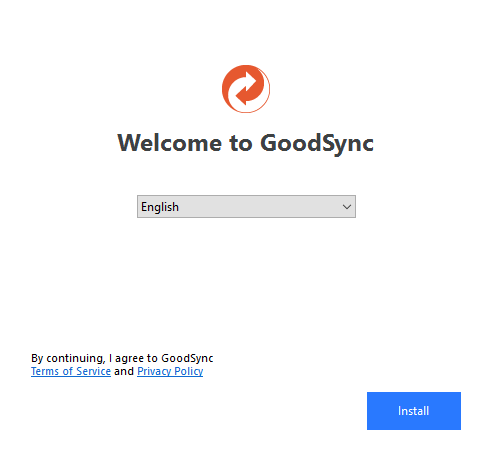 Welcome to GoodSync
English
By continuing, I agree to GoodSync
Terms of Service and Privacy Policy
Install